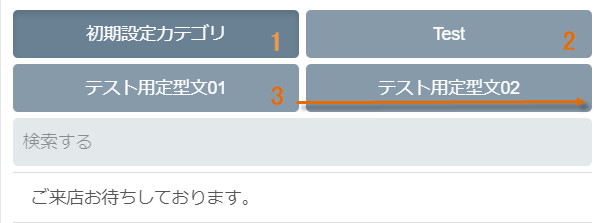 初期設定カテゴリ 1 Test 2
テスト用定型文01 3 テスト用定型文02
検索する
ご来店お待ちしております。